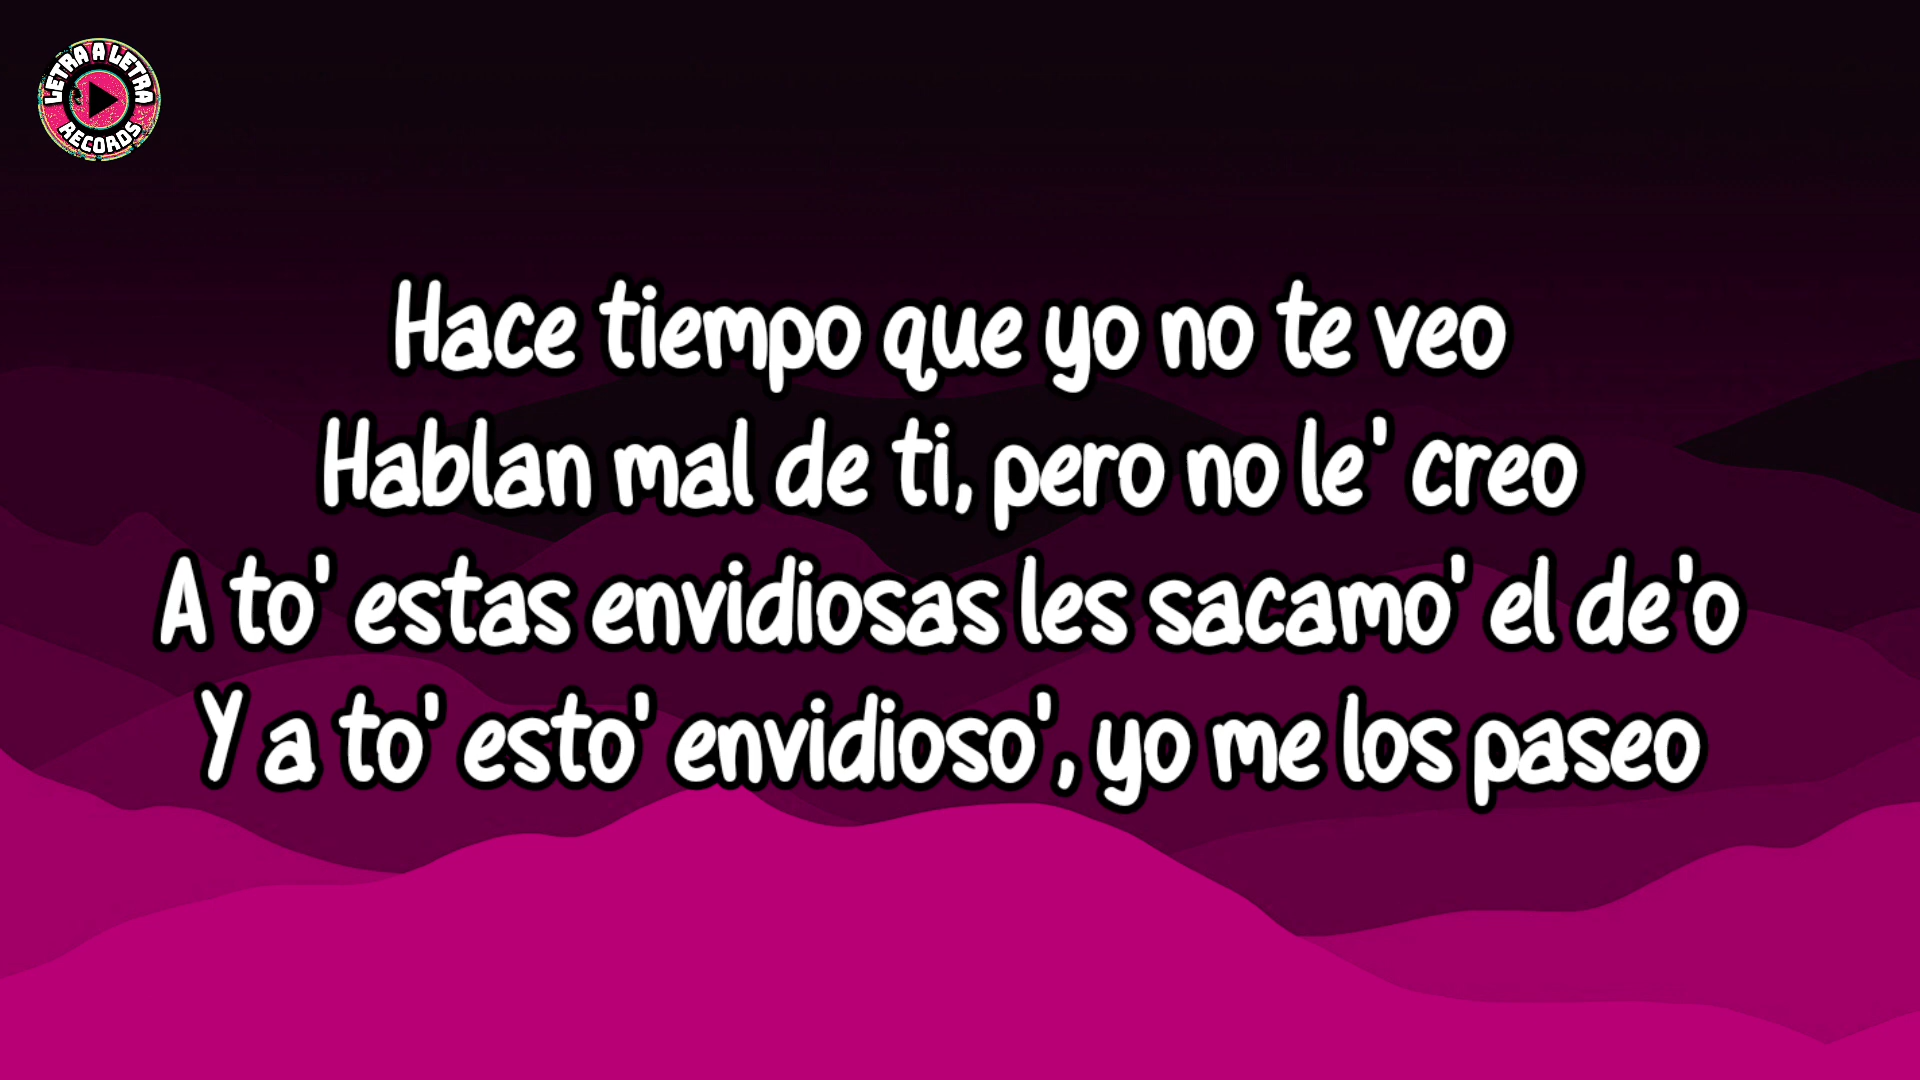 LETRA A LETRA
RECORDS
Hace tiempo que yo no te veo
Hablan mal de ti, pero no le' creo
A to' estas envidiosas les sacamo' el de'o
Y a to' esto' envidioso', yo me los paseo